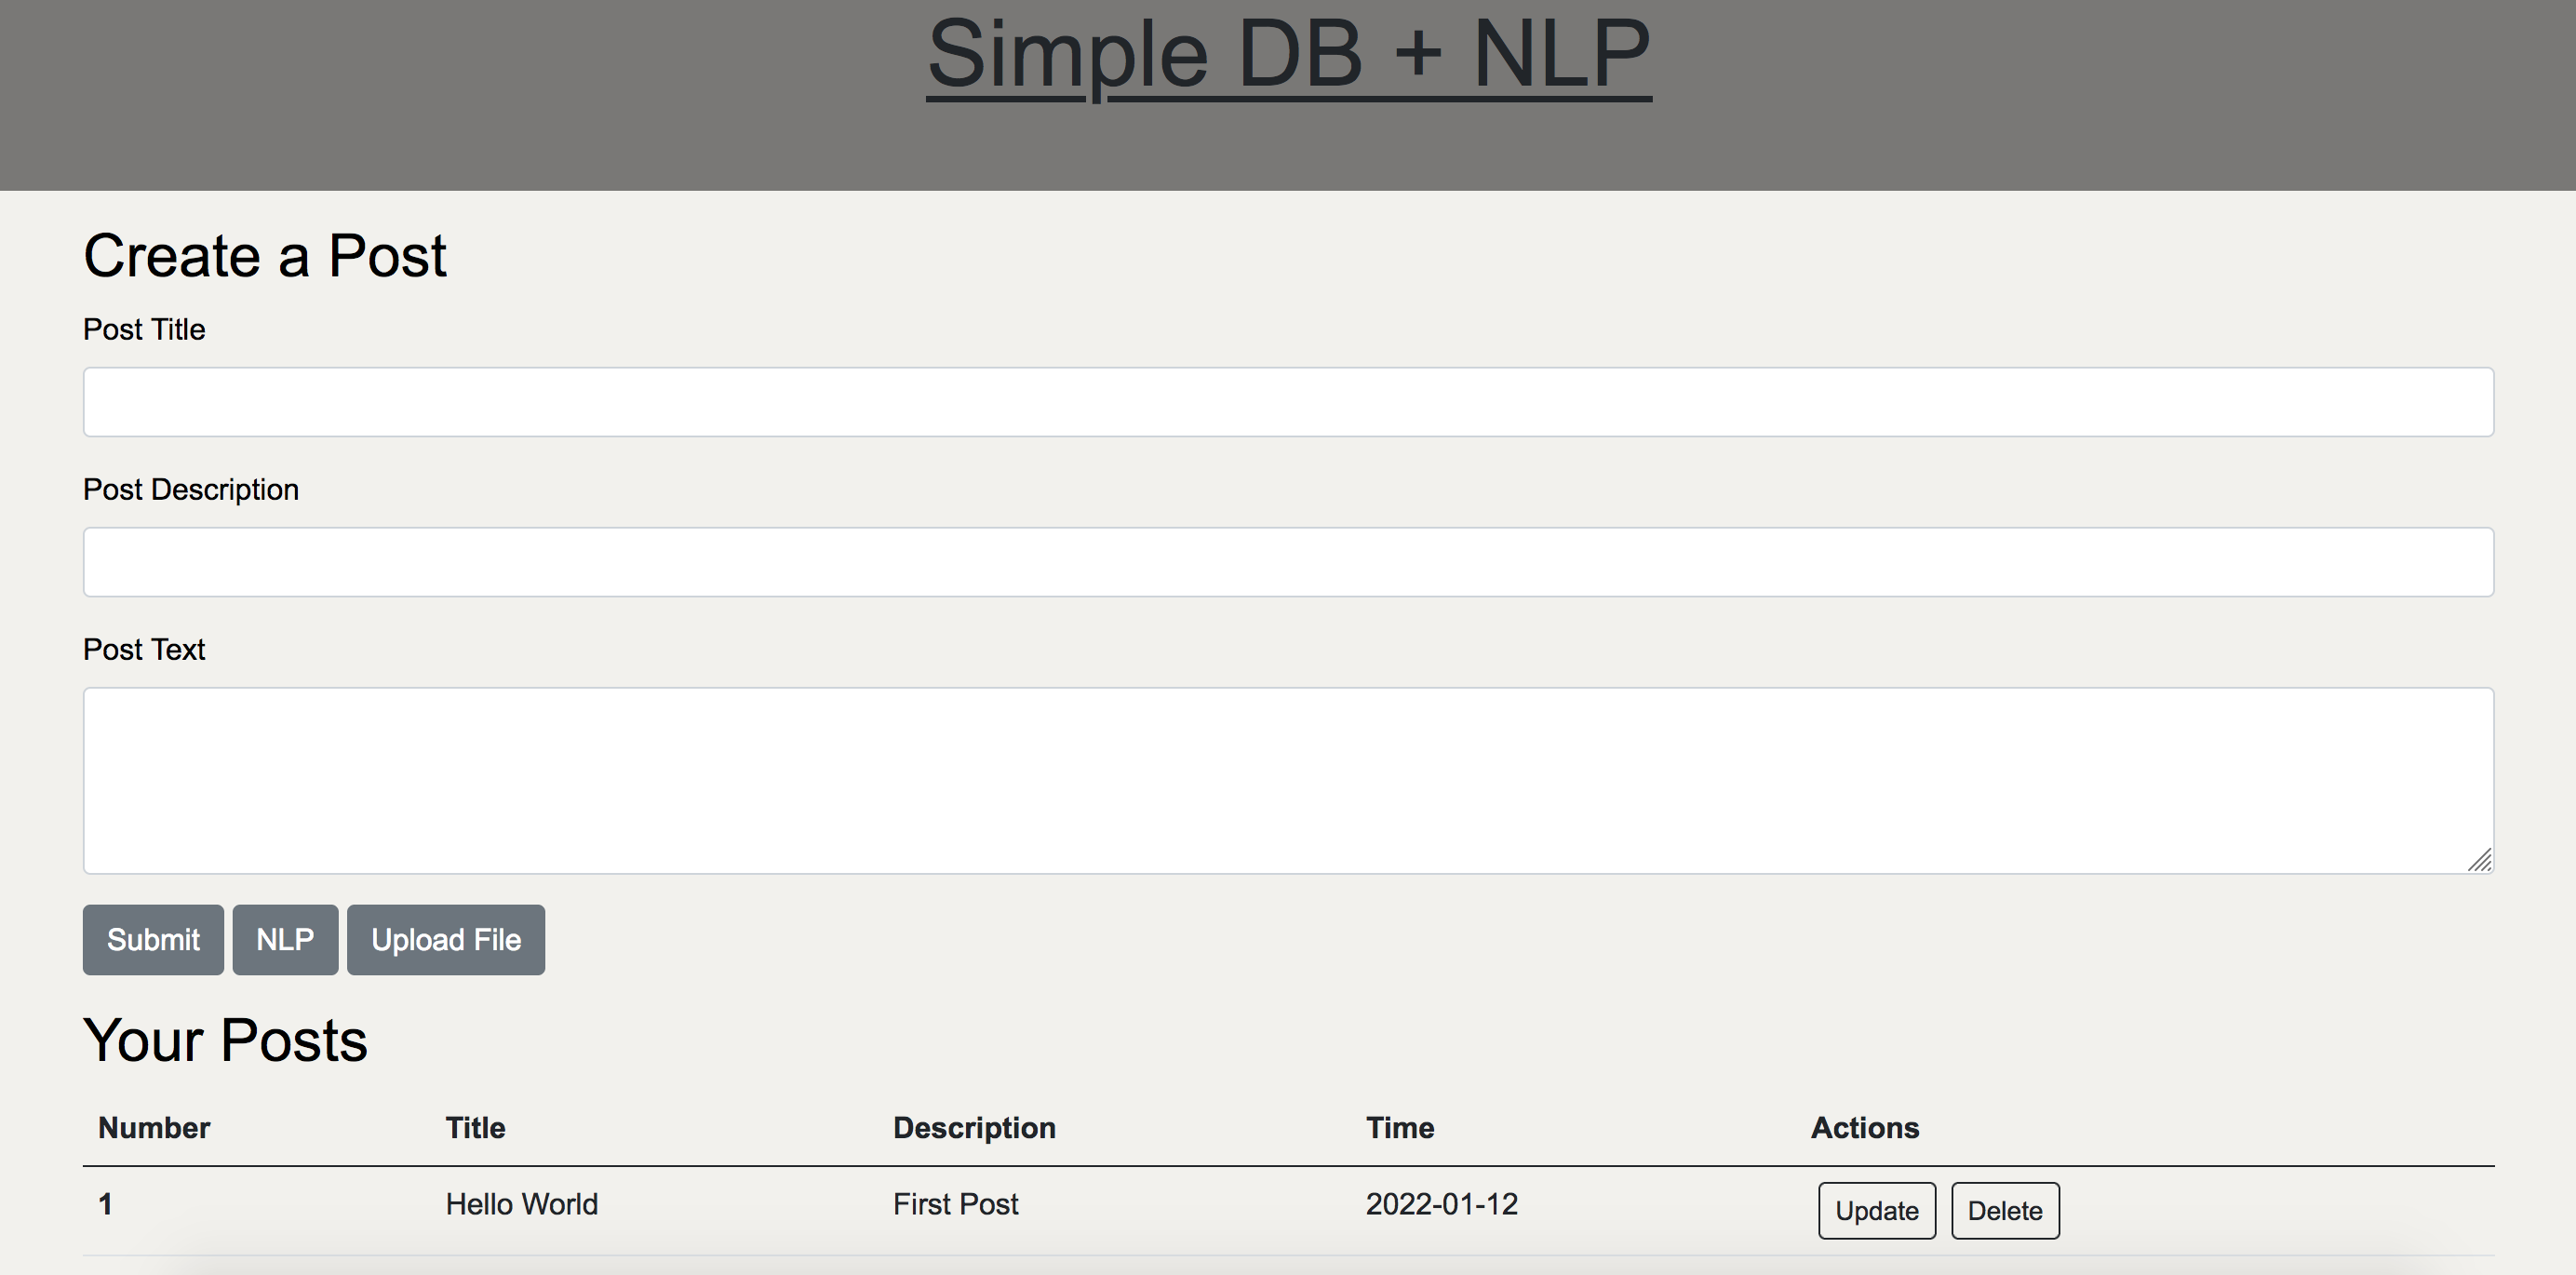 Simple DB + NLP
Create a Post
Post Title
Post Description
Post Text
Submit NLP Upload File
Your Posts
Number Title Description Time Actions
1 Hello World First Post 2022-01-12 Update Delete